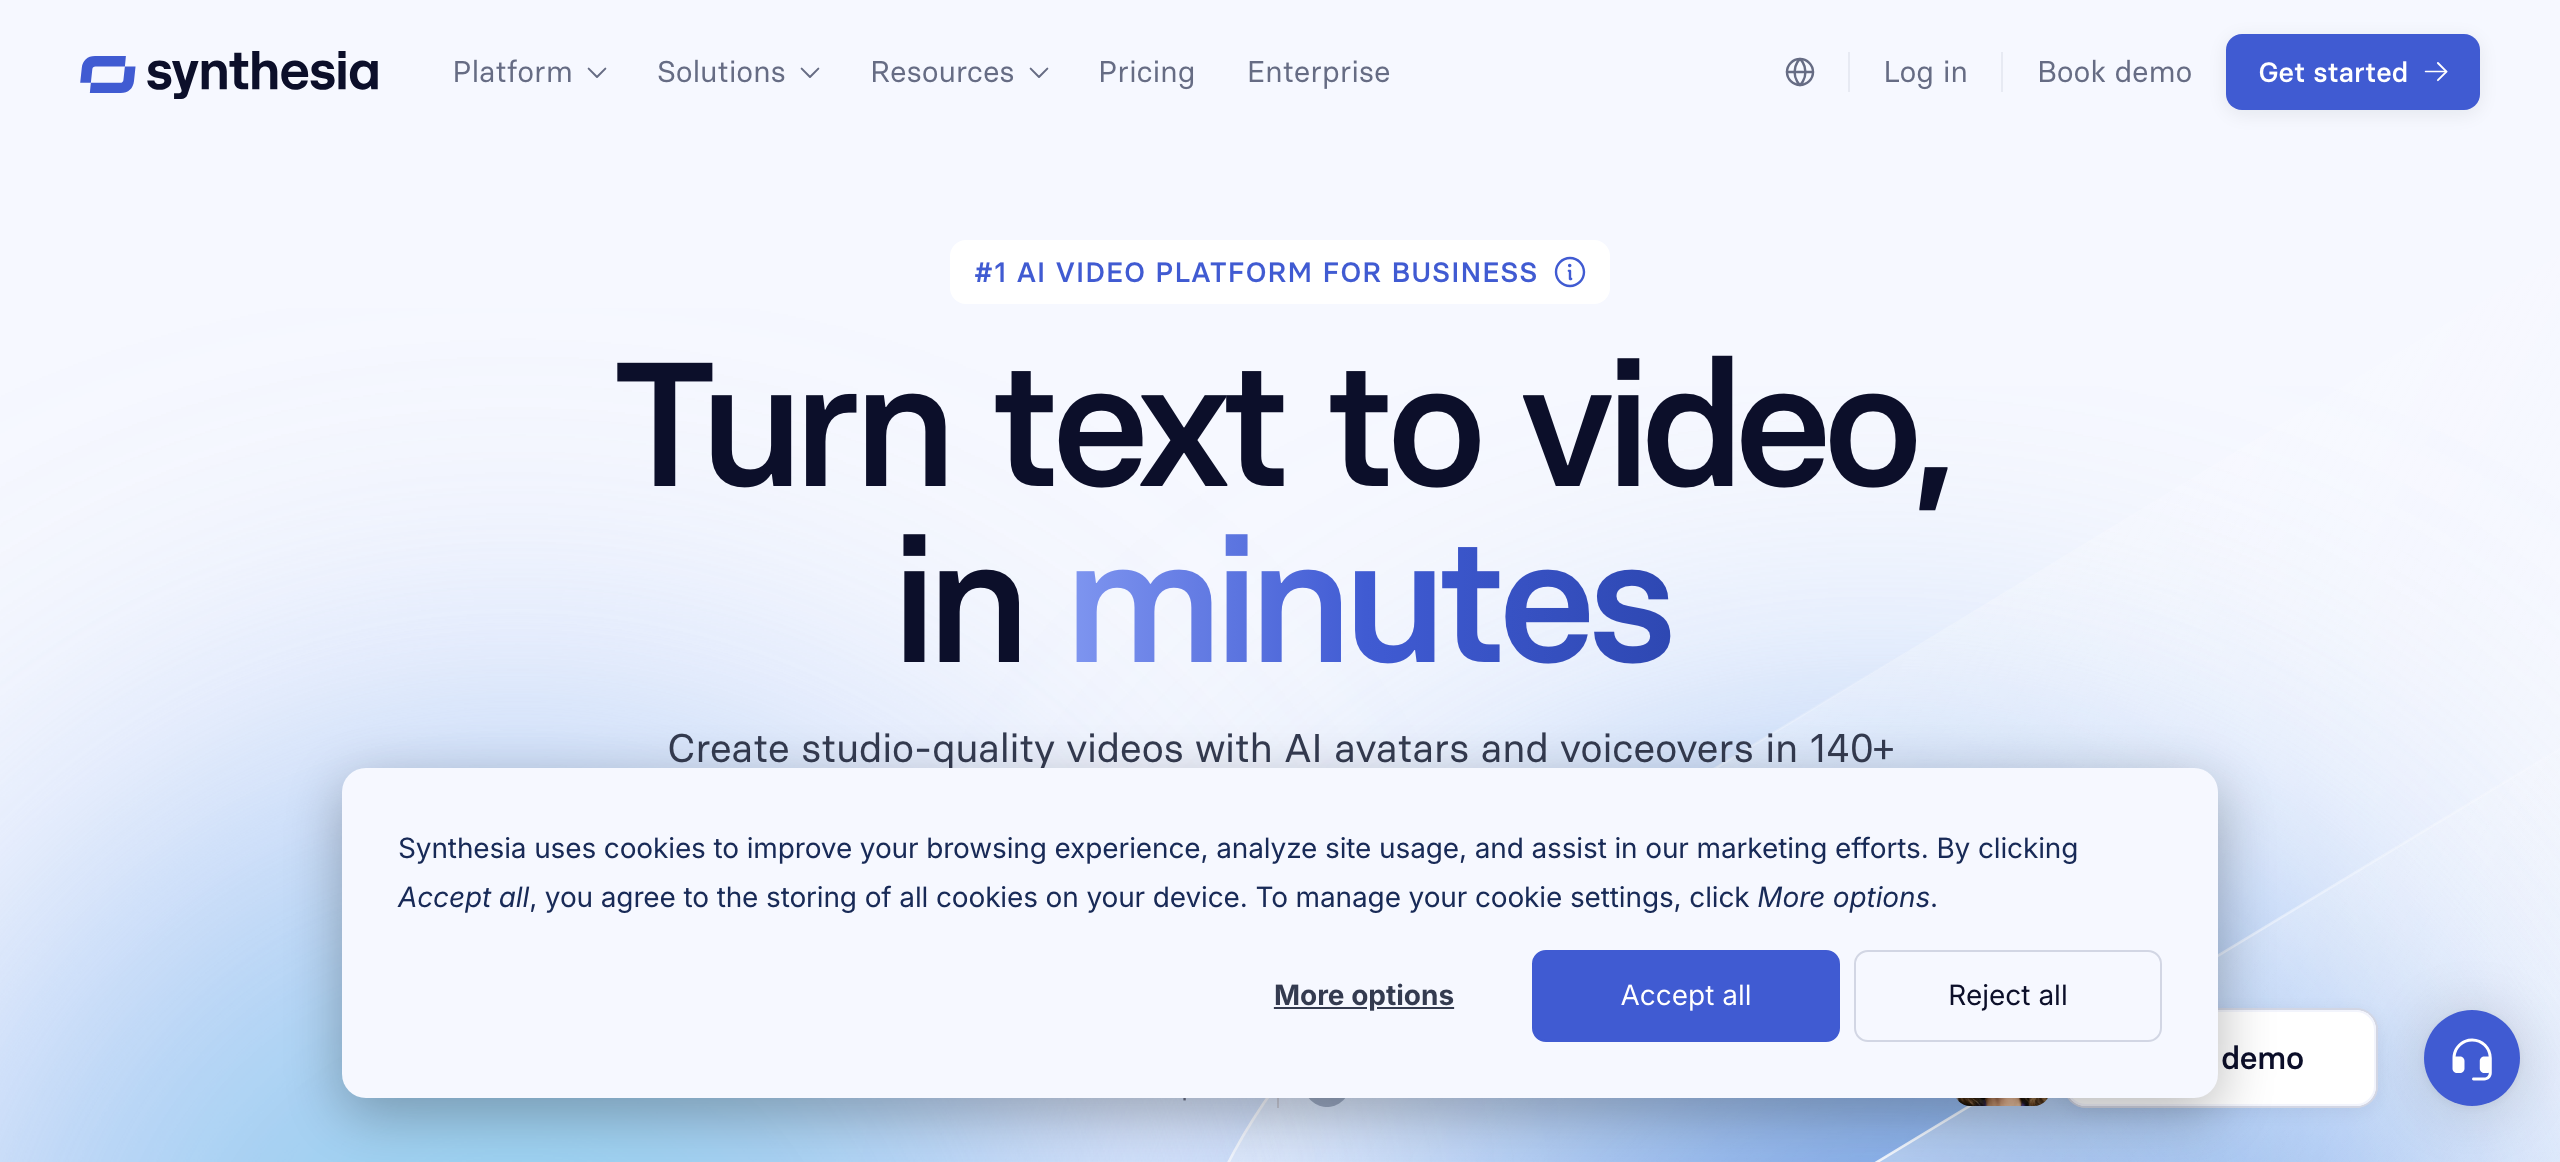 synthesia
Platform
Solutions
Resources
Pricing
Enterprise
Log in
Book demo
Get started
#1 AI VIDEO PLATFORM FOR BUSINESS
Turn text to video,
in minutes
Create studio-quality videos with AI avatars and voiceovers in 140+
Synthesia uses cookies to improve your browsing experience, analyze site usage, and assist in our marketing efforts. By clicking
Accept all, you agree to the storing of all cookies on your device. To manage your cookie settings, click More options.
More options
Accept all
Reject all
demo